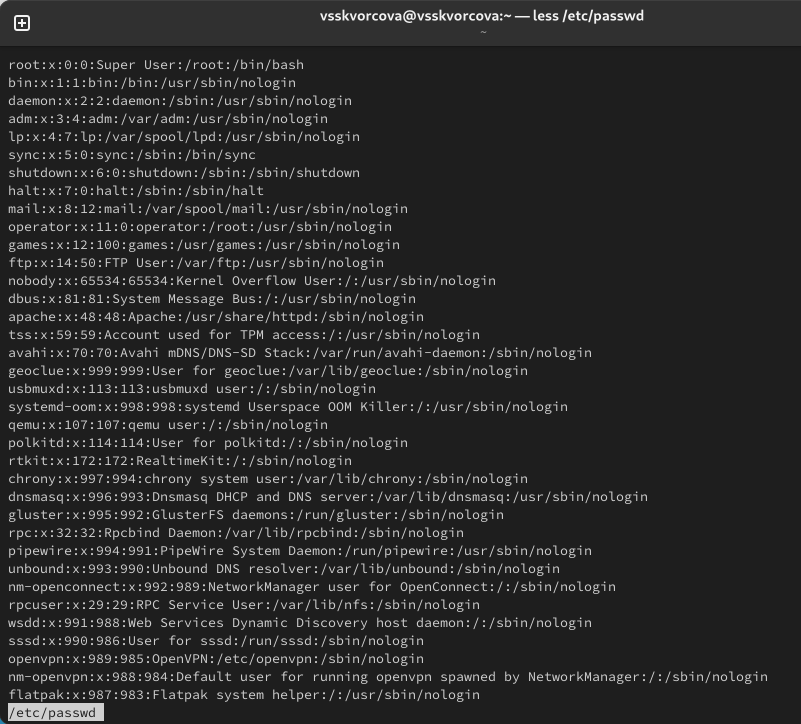 vsskvorcova@vsskvorcova:~ — less /etc/passwd
~
root:x:0:0:Super User:/root:/bin/bash
bin:x:1:1:bin:/bin:/usr/sbin/nologin
daemon:x:2:2:daemon:/sbin:/usr/sbin/nologin
adm:x:3:4:adm:/var/adm:/usr/sbin/nologin
lp:x:4:7:lp:/var/spool/lpd:/usr/sbin/nologin
sync:x:5:0:sync:/sbin:/bin/sync
shutdown:x:6:0:shutdown:/sbin:/sbin/shutdown
halt:x:7:0:halt:/sbin:/sbin/halt
mail:x:8:12:mail:/var/spool/mail:/usr/sbin/nologin
operator:x:11:0:operator:/root:/usr/sbin/nologin
games:x:12:100:games:/usr/games:/usr/sbin/nologin
ftp:x:14:50:FTP User:/var/ftp:/usr/sbin/nologin
nobody:x:65534:65534:Kernel Overflow User:/:/usr/sbin/nologin
dbus:x:81:81:System Message Bus:/:/usr/sbin/nologin
apache:x:48:48:Apache:/usr/share/httpd:/sbin/nologin
tss:x:59:59:Account used for TPM access:/:/usr/sbin/nologin
avahi:x:70:70:Avahi mDNS/DNS-SD Stack:/var/run/avahi-daemon:/sbin/nologin
geoclue:x:999:999:User for geoclue:/var/lib/geoclue:/sbin/nologin
usbmuxd:x:113:113:usbmuxd user:/:/sbin/nologin
systemd-oom:x:998:998:systemd Userspace OOM Killer:/:/usr/sbin/nologin
qemu:x:107:107:qemu user:/:/sbin/nologin
polkitd:x:114:114:User for polkitd:/:/sbin/nologin
rtkit:x:172:172:RealtimeKit:/:/sbin/nologin
chrony:x:997:994:chrony system user:/var/lib/chrony:/sbin/nologin
dnsmasq:x:996:993:Dnsmasq DHCP and DNS server:/var/lib/dnsmasq:/usr/sbin/nologin
gluster:x:995:992:GlusterFS daemons:/run/gluster:/sbin/nologin
rpc:x:32:32:Rpcbind Daemon:/var/lib/rpcbind:/sbin/nologin
pipewire:x:994:991:PipeWire System Daemon:/run/pipewire:/usr/sbin/nologin
unbound:x:993:990:Unbound DNS resolver:/var/lib/unbound:/sbin/nologin
nm-openconnect:x:992:989:NetworkManager user for OpenConnect:/:/sbin/nologin
rpcuser:x:29:29:RPC Service User:/var/lib/nfs:/sbin/nologin
wsdd:x:991:988:Web Services Dynamic Discovery host daemon:/:/sbin/nologin
sssd:x:990:986:User for sssd:/run/sssd:/sbin/nologin
openvpn:x:989:985:OpenVPN:/etc/openvpn:/sbin/nologin
nm-openvpn:x:988:984:Default user for running openvpn spawned by NetworkManager:/:/sbin/nologin
flatpak:x:987:983:Flatpak system helper:/:/usr/sbin/nologin
/etc/passwd